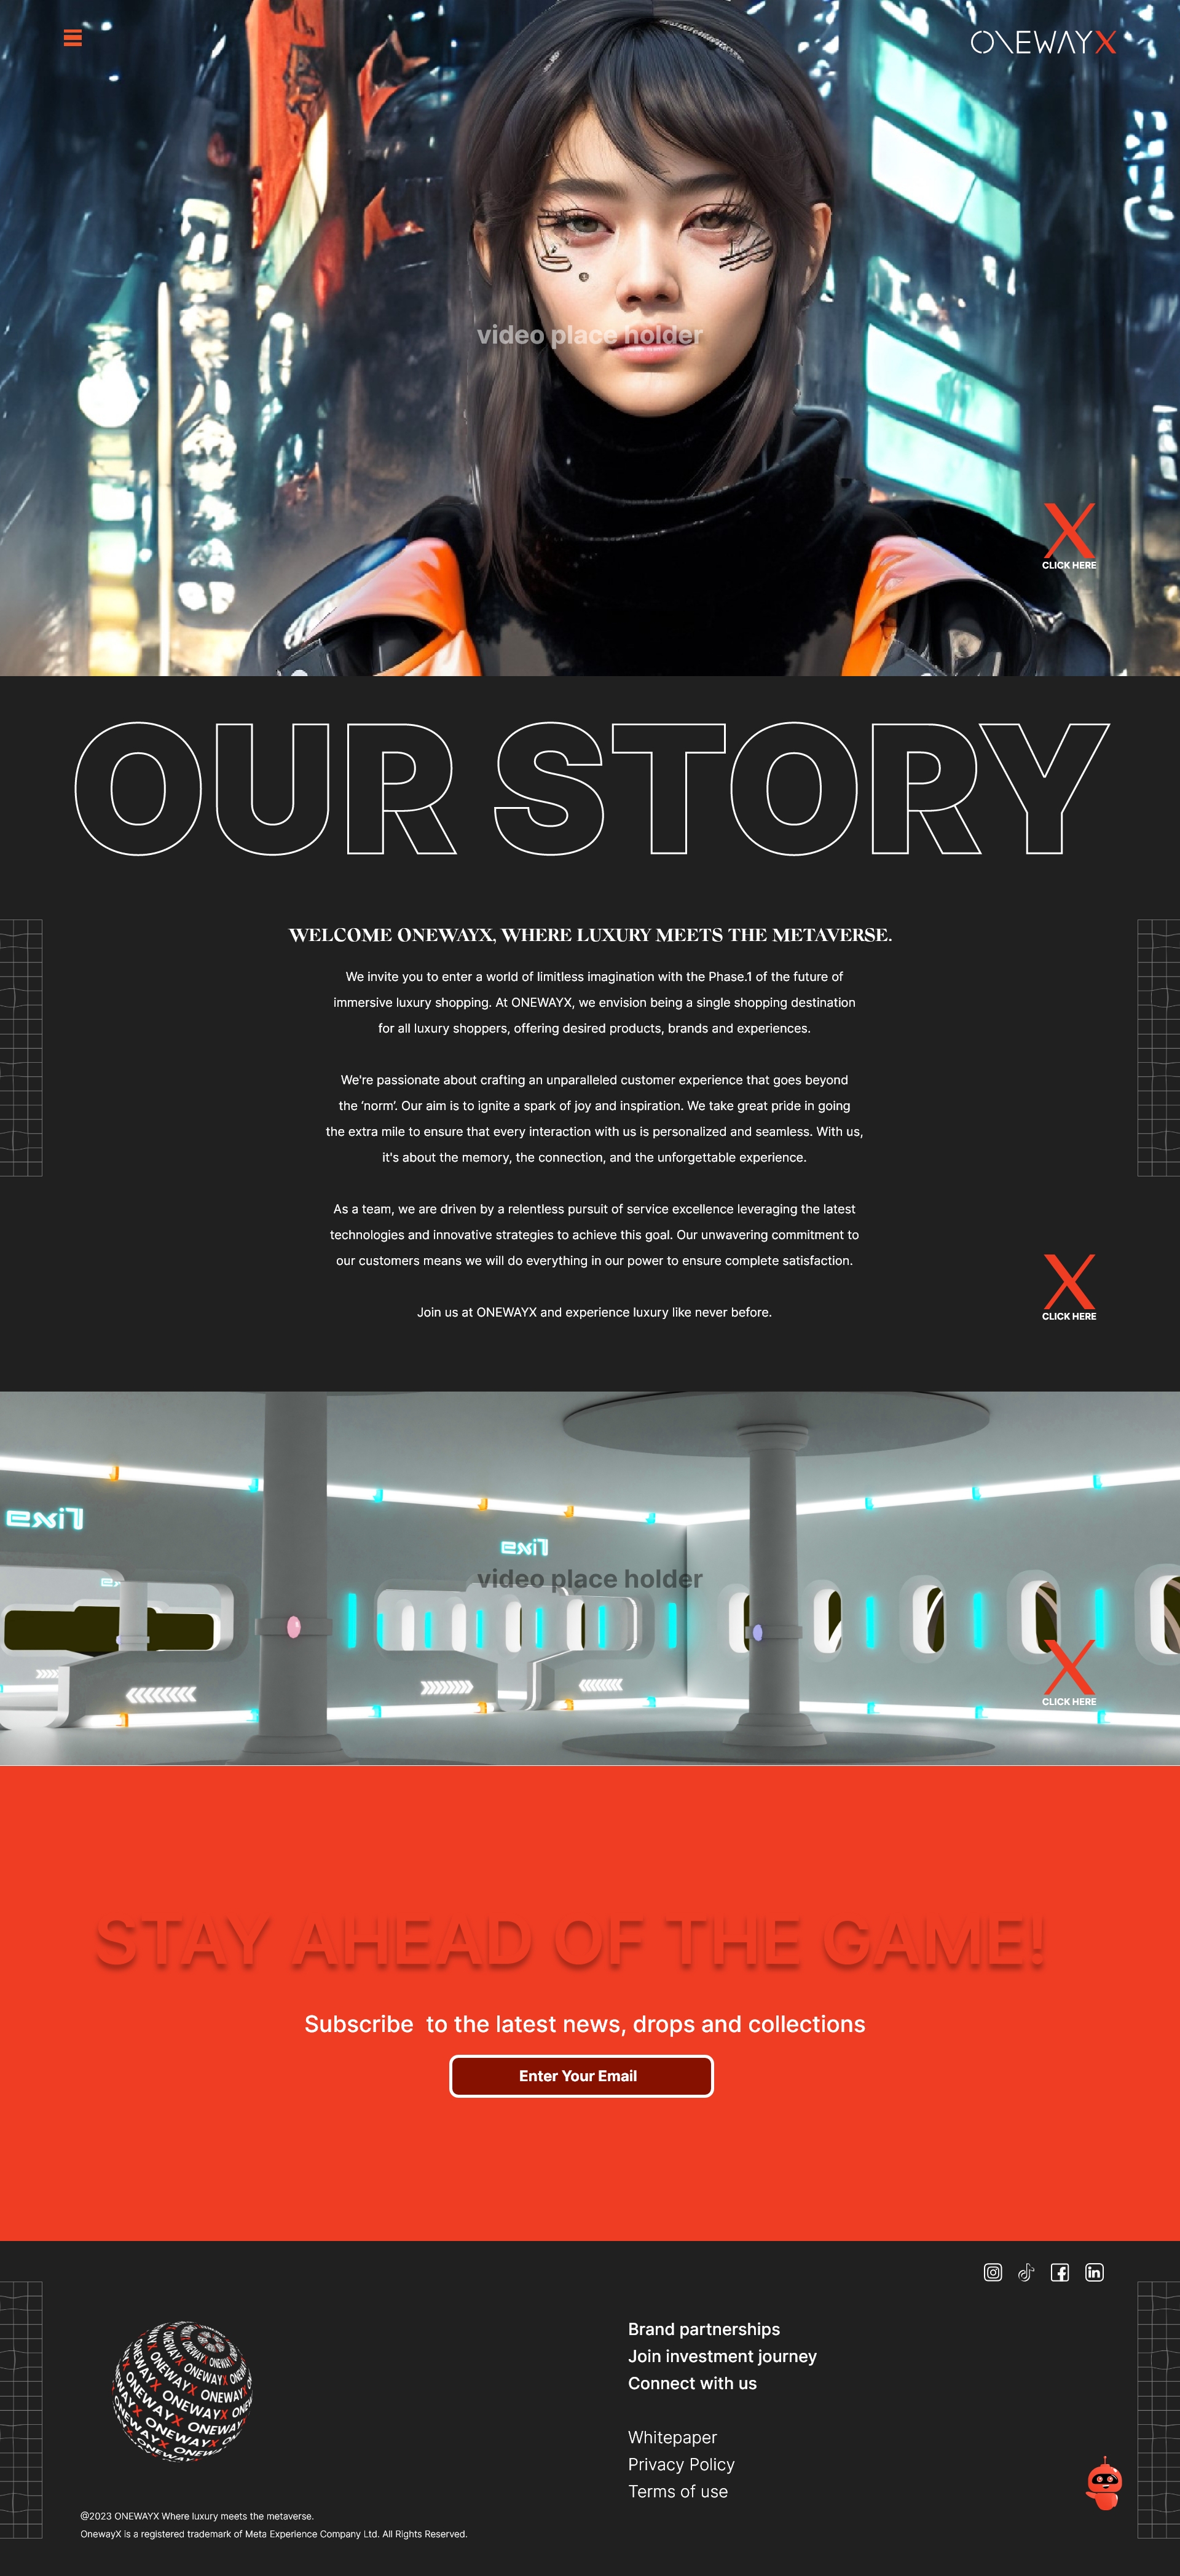 ONEWAYX
video place holder
X
CLICK HERE
OUR STORY
WELCOME ONEWAYX, WHERE LUXURY MEETS THE METAVERSE.
We invite you to enter a world of limitless imagination with the Phase.1 of the future of
immersive luxury shopping. At ONEWAYX, we envision being a single shopping destination
for all luxury shoppers, offering desired products, brands and experiences.
We're passionate about crafting an unparalleled customer experience that goes beyond
the ‘norm’. Our aim is to ignite a spark of joy and inspiration. We take great pride in going
the extra mile to ensure that every interaction with us is personalized and seamless. With us,
it's about the memory, the connection, and the unforgettable experience.
As a team, we are driven by a relentless pursuit of service excellence leveraging the latest
technologies and innovative strategies to achieve this goal. Our unwavering commitment to
our customers means we will do everything in our power to ensure complete satisfaction.
Join us at ONEWAYX and experience luxury like never before.
X
CLICK HERE
exit
exit
video place holder
X
CLICK HERE
STAY AHEAD OF THE GAME!
Subscribe  to the latest news, drops and collections
Enter Your Email
Brand partnerships
Join investment journey
Connect with us
Whitepaper
Privacy Policy
Terms of use
ONEWAYX ONEWAYX ONEWAYX
@2023 ONEWAYX Where luxury meets the metaverse.
OnewayX is a registered trademark of Meta Experience Company Ltd. All Rights Reserved.